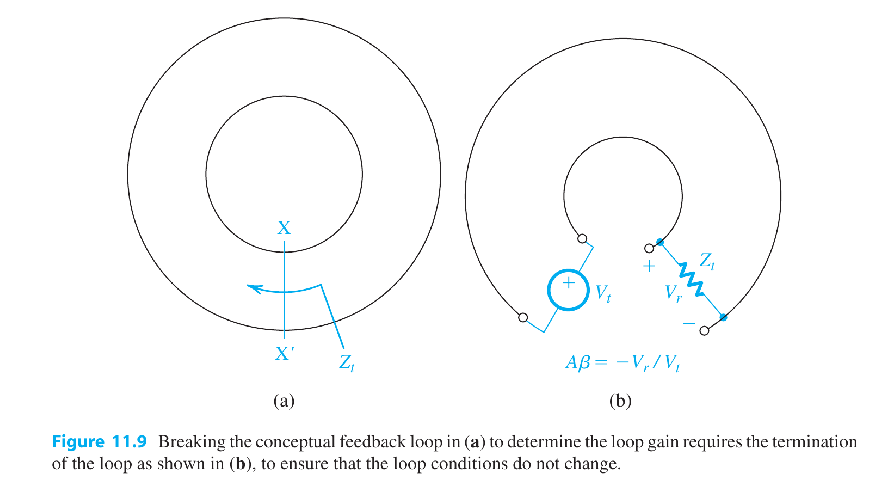 X
X'
Z_t
(a)
+
V_t
+
Z_t
V_r
−
Aβ = −V_r / V_t
(b)
Figure 11.9 Breaking the conceptual feedback loop in (a) to determine the loop gain requires the termination
of the loop as shown in (b), to ensure that the loop conditions do not change.